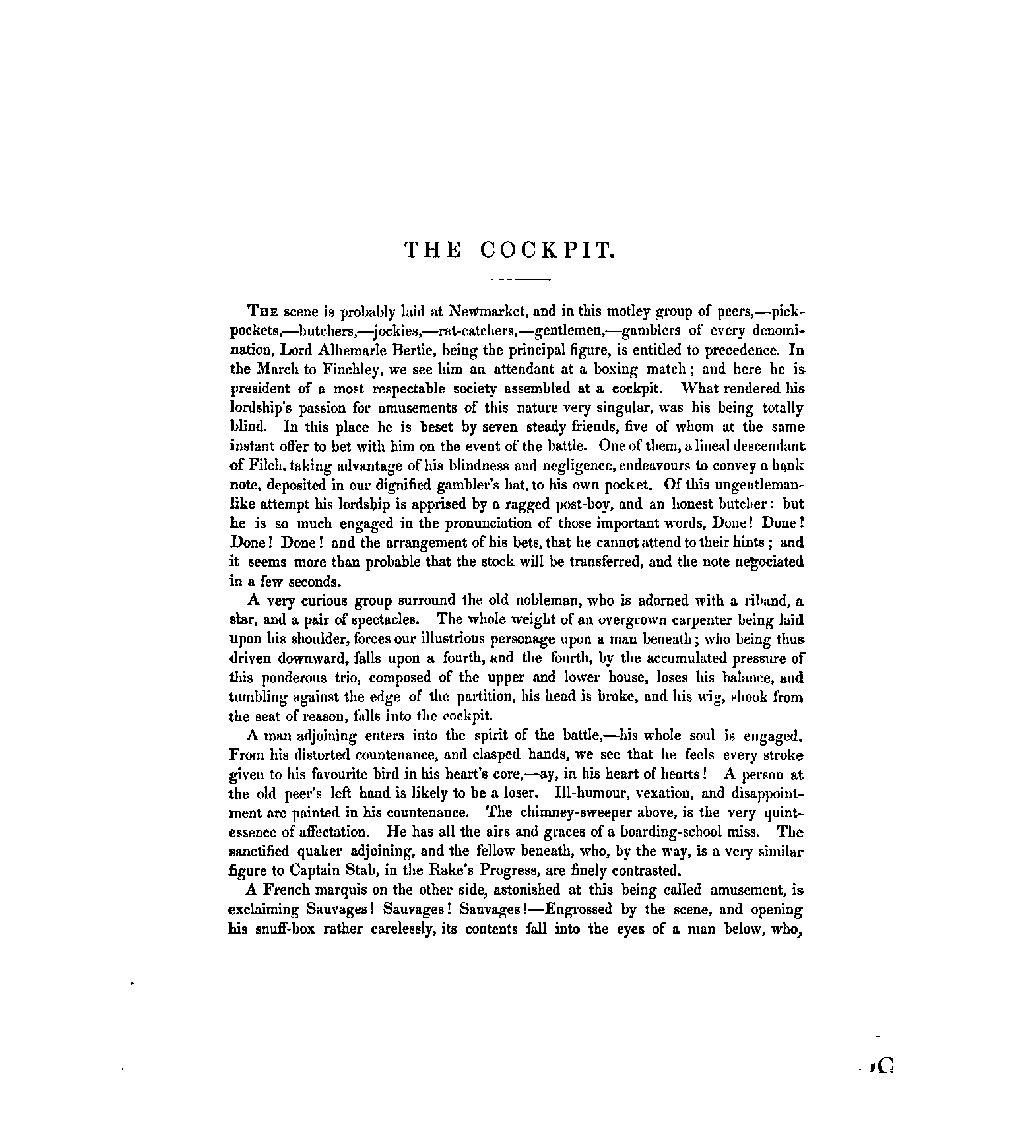 THE COCKPIT.
THE scene is probably laid at Newmarket, and in this motley group of peers,—pick-
pockets,—butchers,—jockies,—rat-catchers,—gentlemen,—gamblers of every denomi-
nation, Lord Albemarle Bertie, being the principal figure, is entitled to precedence. In
the March to Finchley, we see him an attendant at a boxing match; and here he is
president of a most respectable society assembled at a cockpit. What rendered his
lordship's passion for amusements of this nature very singular, was his being totally
blind. In this place he is beset by seven steady friends, five of whom at the same
instant offer to bet with him on the event of the battle. One of them, a lineal descendant
of Filch, taking advantage of his blindness and negligence, endeavours to convey a bank
note, deposited in our dignified gambler's hat, to his own pocket. Of this ungentleman-
like attempt his lordship is apprised by a ragged post-boy, and an honest butcher: but
he is so much engaged in the pronunciation of those important words, Done! Done!
Done! Done! and the arrangement of his bets, that he cannot attend to their hints; and
it seems more than probable that the stock will be transferred, and the note negociated
in a few seconds.
A very curious group surround the old nobleman, who is adorned with a riband, a
star, and a pair of spectacles. The whole weight of an overgrown carpenter being laid
upon his shoulder, forces our illustrious personage upon a man beneath; who being thus
driven downward, falls upon a fourth, and the fourth, by the accumulated pressure of
this ponderous trio, composed of the upper and lower house, loses his balance, and
tumbling against the edge of the partition, his head is broke, and his wig, shook from
the seat of reason, falls into the cockpit.
A man adjoining enters into the spirit of the battle,—his whole soul is engaged.
From his distorted countenance, and clasped hands, we see that he feels every stroke
given to his favourite bird in his heart's core,—ay, in his heart of hearts! A person at
the old peer's left hand is likely to be a loser. Ill-humour, vexation, and disappoint-
ment are painted in his countenance. The chimney-sweeper above, is the very quint-
essence of affectation. He has all the airs and graces of a boarding-school miss. The
sanctified quaker adjoining, and the fellow beneath, who, by the way, is a very similar
figure to Captain Stab, in the Rake's Progress, are finely contrasted.
A French marquis on the other side, astonished at this being called amusement, is
exclaiming Sauvages! Sauvages! Sauvages!—Engrossed by the scene, and opening
his snuff-box rather carelessly, its contents fall into the eyes of a man below, who,